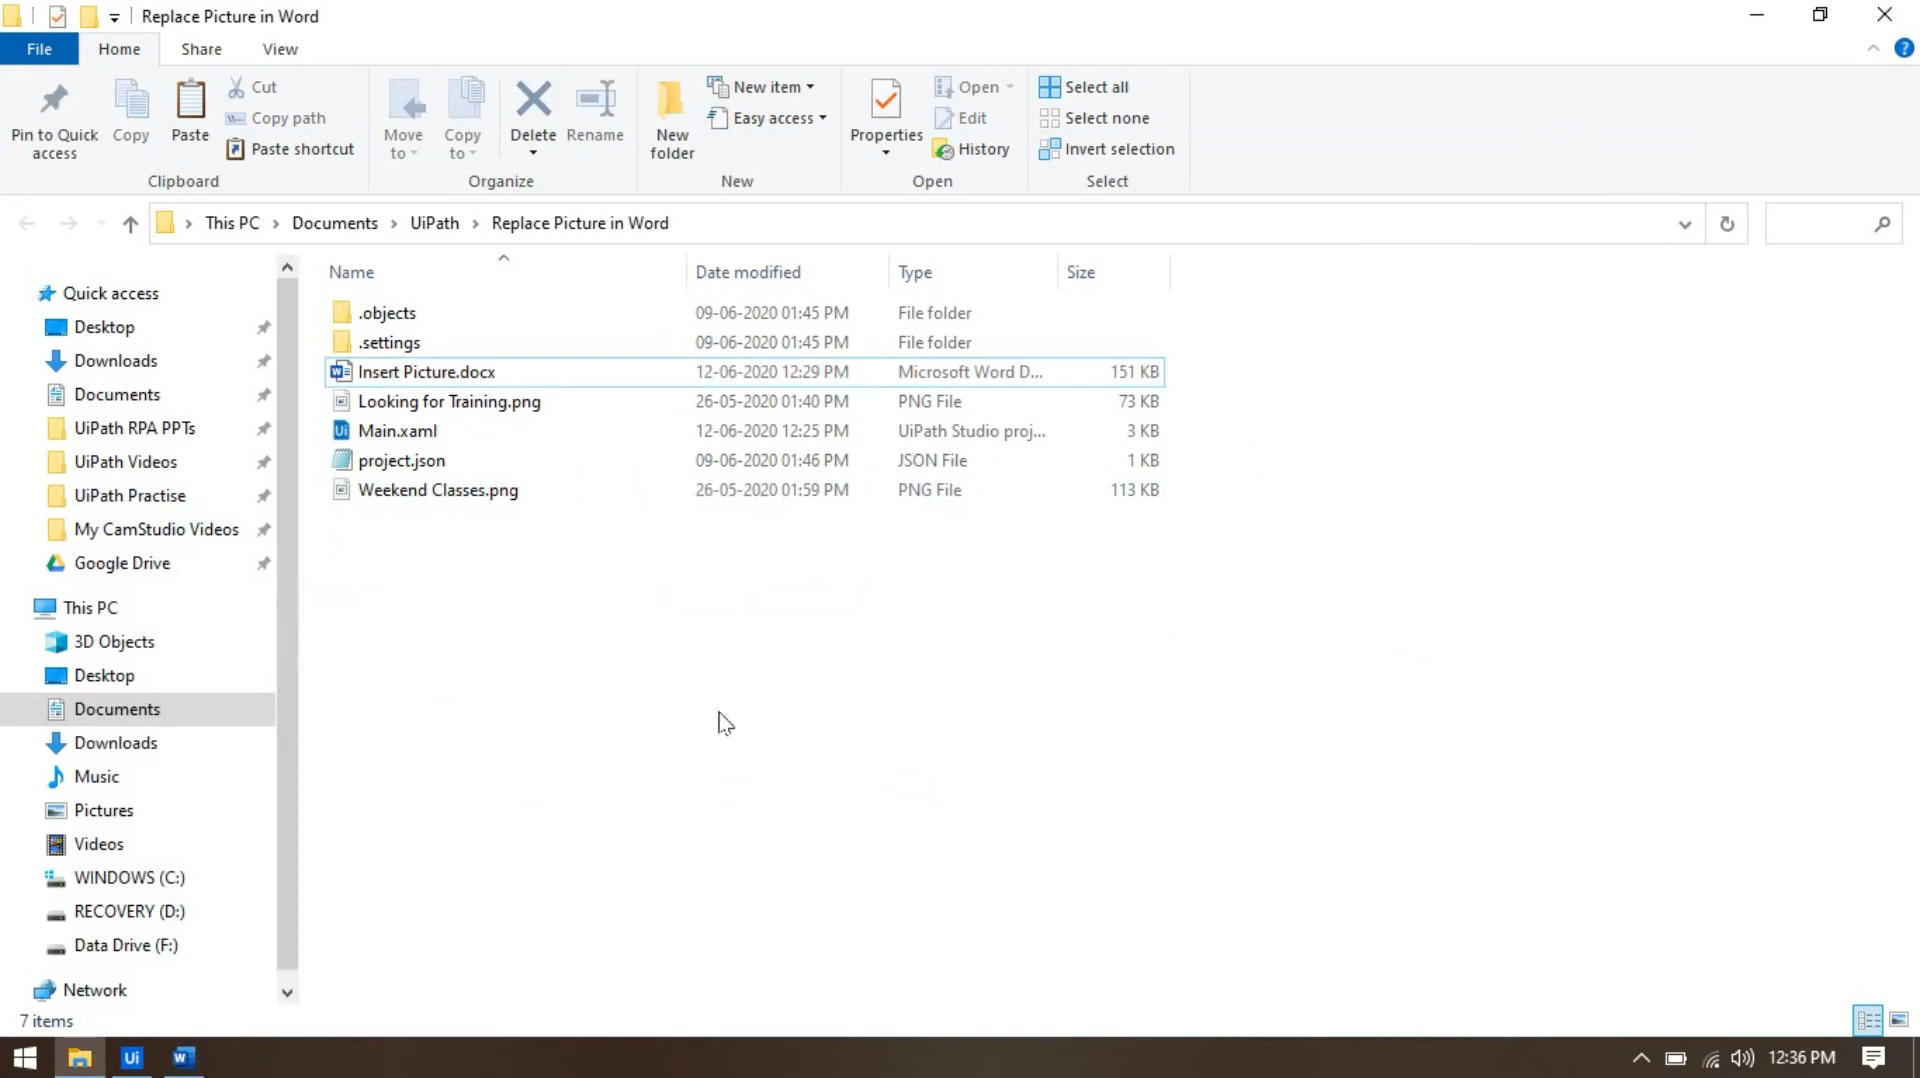 Replace Picture in Word
File Home Share View
Pin to Quick access
Copy
Paste
Cut
Copy path
Paste shortcut
Clipboard
Move to
Copy to
Delete
Rename
Organize
New folder
New item
Easy access
New
Properties
Open
Edit
History
Open
Select all
Select none
Invert selection
Select
This PC > Documents > UiPath > Replace Picture in Word
Name Date modified Type Size
.objects 09-06-2020 01:45 PM File folder
.settings 09-06-2020 01:45 PM File folder
Insert Picture.docx 12-06-2020 12:29 PM Microsoft Word D... 151 KB
Looking for Training.png 26-05-2020 01:40 PM PNG File 73 KB
Main.xaml 12-06-2020 12:25 PM UiPath Studio proj... 3 KB
project.json 09-06-2020 01:46 PM JSON File 1 KB
Weekend Classes.png 26-05-2020 01:59 PM PNG File 113 KB
Quick access
Desktop
Downloads
Documents
UiPath RPA PPTs
UiPath Videos
UiPath Practise
My CamStudio Videos
Google Drive
This PC
3D Objects
Desktop
Documents
Downloads
Music
Pictures
Videos
WINDOWS (C:)
RECOVERY (D:)
Data Drive (F:)
Network
7 items
Ui
W
12:36 PM